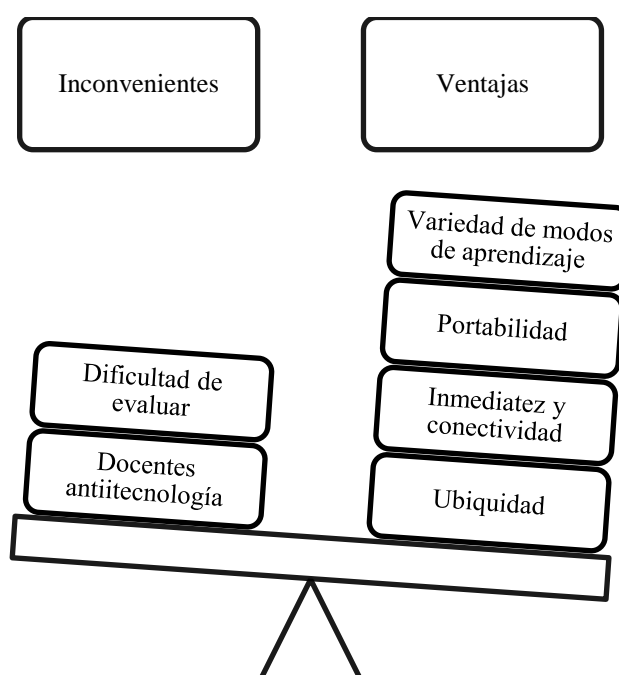 Inconvenientes
Ventajas
Variedad de modos
de aprendizaje
Portabilidad
Inmediatez y
conectividad
Ubiquidad
Dificultad de
evaluar
Docentes
antiitecnología